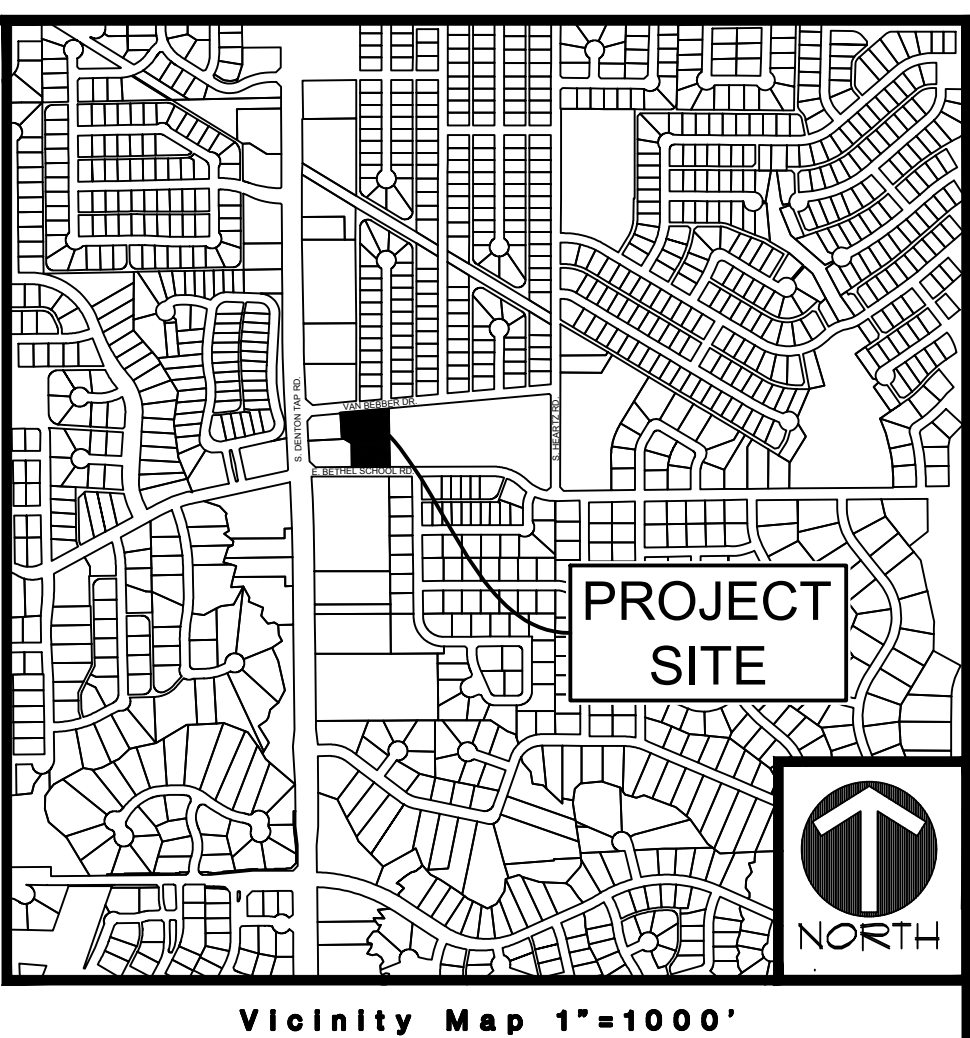 S. DENTON TAP RD.
VAN BEBBER DR.
S. HEARTZ RD.
E. BETHEL SCHOOL RD.
PROJECT
SITE
NORTH
Vicinity Map 1"=1000'